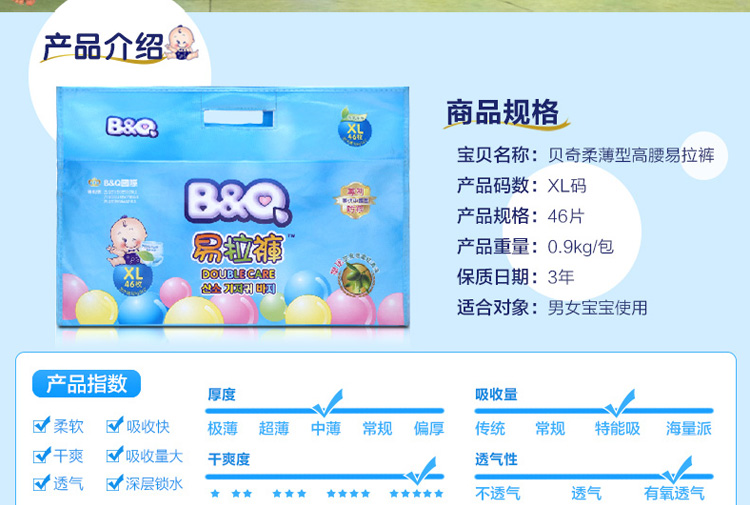 产品介绍
B&Q
XL
46枚
B&Q
易拉褲™
DOUBLE CARE
산소 기저귀 바지
XL
46枚
商品规格
宝贝名称：贝奇柔薄型高腰易拉裤
产品码数：XL码
产品规格：46片
产品重量：0.9kg/包
保质日期：3年
适合对象：男女宝宝使用
产品指数
柔软 吸收快
干爽 吸收量大
透气 深层锁水
厚度
极薄 超薄 中薄 常规 偏厚
干爽度
★ ★★ ★★★ ★★★★ ★★★★★
吸收量
传统 常规 特能吸 海量派
透气性
不透气 透气 有氧透气